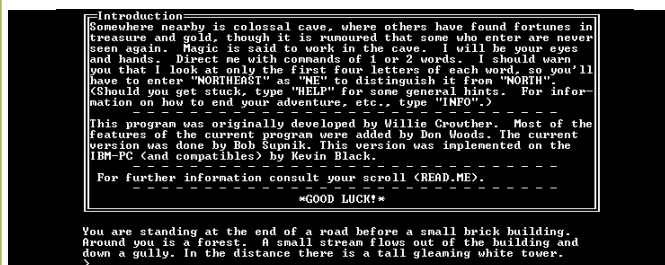 Introduction
Somewhere nearby is colossal cave, where others have found fortunes in
treasure and gold, though it is rumoured that some who enter are never
seen again.  Magic is said to work in the cave.  I will be your eyes
and hands.  Direct me with commands of 1 or 2 words.  I should warn
you that I look at only the first four letters of each word, so you'll
have to enter "NORTHEAST" as "NE" to distinguish it from "NORTH".
(Should you get stuck, type "HELP" for some general hints.  For infor-
mation on how to end your adventure, etc., type "INFO".)
This program was originally developed by Willie Crowther.  Most of the
features of the current program were added by Don Woods. The current
version was done by Bob Supnik. This version was implemented on the
IBM-PC (and compatibles) by Kevin Black.
For further information consult your scroll (READ.ME).
*GOOD LUCK!*
You are standing at the end of a road before a small brick building.
Around you is a forest.  A small stream flows out of the building and
down a gully. In the distance there is a tall gleaming white tower.
>